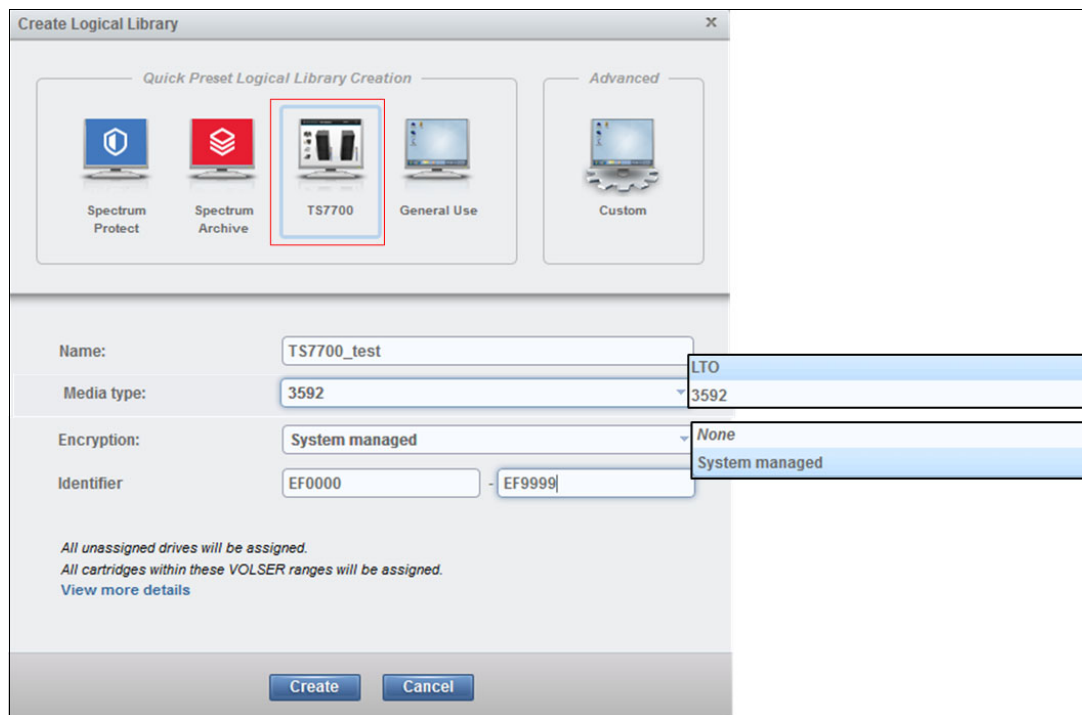 Create Logical Library x
Quick Preset Logical Library Creation
Advanced
Spectrum
Protect
Spectrum
Archive
TS7700
General Use
Custom
Name: TS7700_test
Media type: 3592
LTO
3592
Encryption: System managed
None
System managed
Identifier EF0000 - EF9999
All unassigned drives will be assigned.
All cartridges within these VOLSER ranges will be assigned.
View more details
Create Cancel